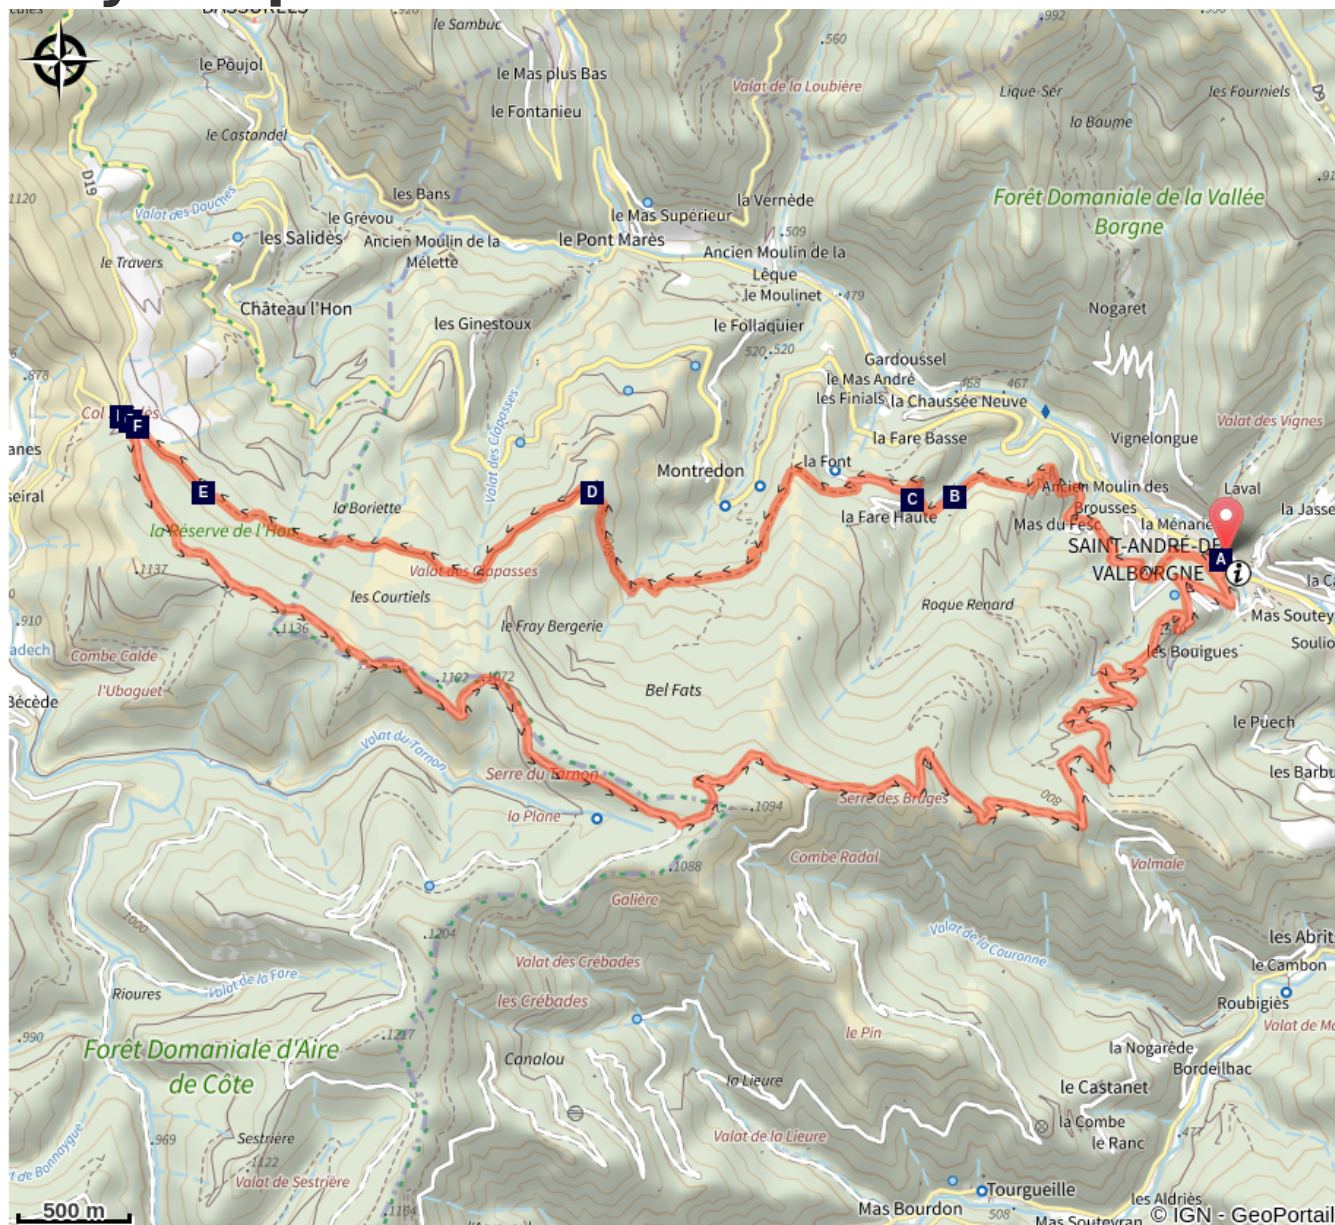 le Sambuc
.992
le Poujol
le Mas plus Bas
.560
le Fontanieu
Valat de la Loubière
Lique-Sér
les Fourniels
D9
la Baume
le Castandel
D19
1120
Valat des Douches
les Bans
le Grévou
la Vernède
le Mas Supérieur
Forêt Domaniale de la Vallée
Borgne
les Salidès
Ancien Moulin de la
Mélette
le Pont Marès
.509
Ancien Moulin de la
Lèque
le Travers
le Moulinet
.479
Château l'Hon
les Ginestoux
le Follaquier
Nogaret
520
.520
Gardoussel
.878
le Mas André
468
467
les Finials
la Chaussée Neuve
Valat des Clapasses
Valat des Vignes
F
la Fare Basse
Vignelongue
Montredon
la Font
E
D
C
B
Laval
la Boriette
Ancien Moulin des
Brousses
la Fare Haute
Mas du Fesc
la Réserve de l'Hon
SAINT-ANDRÉ-DE
VALBORGNE
A
i
.1137
Valat des Clapasses
les Courtiels
Roque Renard
.910
le Fray Bergerie
.1136
les Bouigues
Combe Calde
l'Ubaguet
.1102
.1072
Bel Fats
le Puech
Valat du Tarnon
Serre du Tarnon
Serre des Bruges
800
.1094
la Plane
Combe Radal
Valmale
.1088
Galière
1000
.1204
Valat de la Couronne
Valat des Crébades
le Cambon
Valat de la Fare
Rioures
les Crébades
Roubigiès
.990
.1217
le Pin
Forêt Domaniale d'Aire
de Côte
Canalou
la Nogarède
Bordeilhac
la Lieure
le Castanet
la Combe
.969
Sestrière
Valat de la Lieure
le Ranc
.477
.1122
Valat de Sestrière
Tourgueille
.1164
Mas Bourdon
508
les Aldriès
500 m
Mas Souteyran
© IGN - GeoPortail